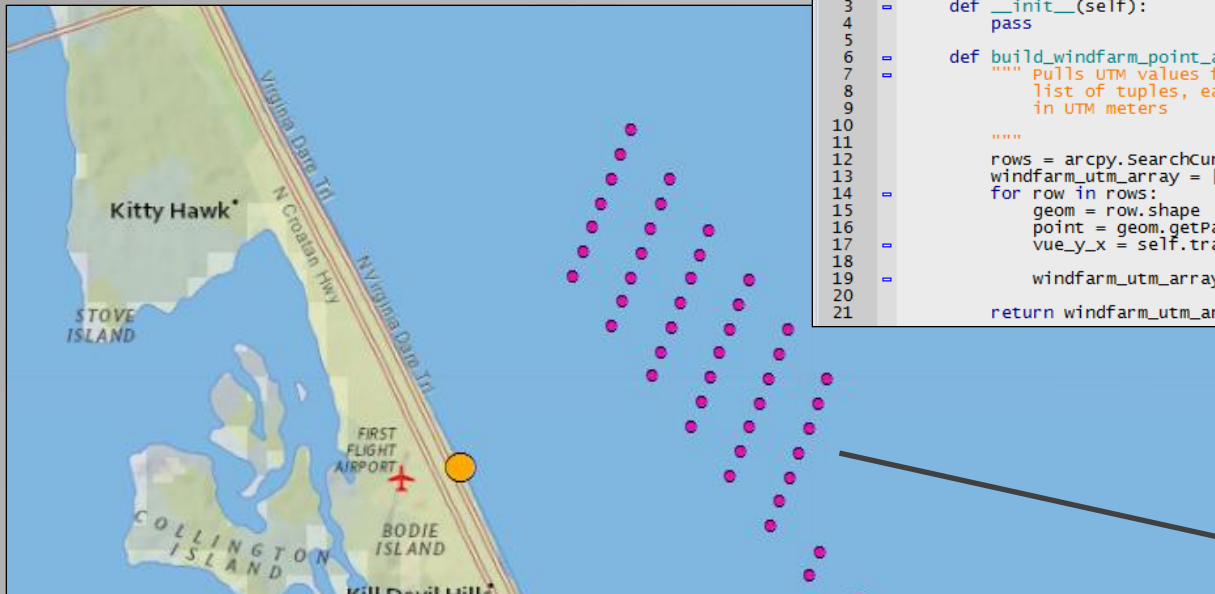 Virginia Dare Trl
Kitty Hawk
N Croatan Hwy
N Virginia Dare Trl
STOVE
ISLAND
FIRST
FLIGHT
AIRPORT
BODIE
ISLAND
COLLINGTON
ISLAND
Kill Devil Hills
3 def __init__(self):
4 pass
5
6 def build_windfarm_point_a
7 """ Pulls UTM values f
8 list of tuples, ea
9 in UTM meters
10
11 """
12 rows = arcpy.SearchCur
13 windfarm_utm_array = [
14 for row in rows:
15 geom = row.shape
16 point = geom.getPa
17 vue_y_x = self.tra
18
19 windfarm_utm_array
20
21 return windfarm_utm_ar